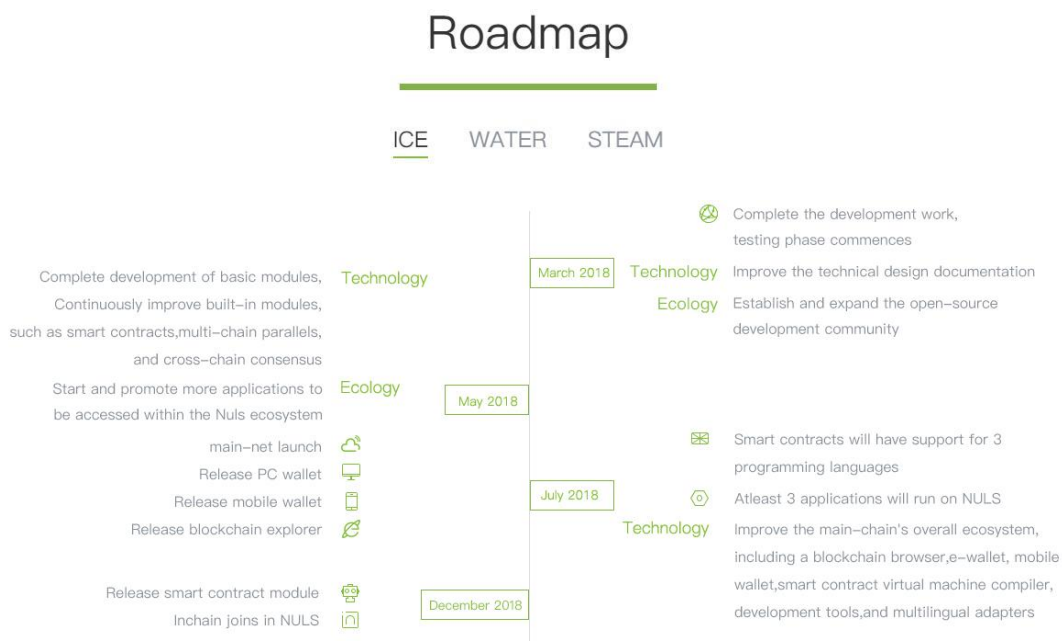 Roadmap
ICE WATER STEAM
Complete the development work,
testing phase commences
March 2018
Technology Improve the technical design documentation
Ecology Establish and expand the open-source
development community
Complete development of basic modules, Technology
Continuously improve built-in modules,
such as smart contracts,multi-chain parallels,
and cross-chain consensus
Start and promote more applications to Ecology
be accessed within the Nuls ecosystem
May 2018
main-net launch
Release PC wallet
Release mobile wallet
Release blockchain explorer
Smart contracts will have support for 3
programming languages
July 2018
Atleast 3 applications will run on NULS
Technology Improve the main-chain's overall ecosystem,
including a blockchain browser,e-wallet, mobile
wallet,smart contract virtual machine compiler,
development tools,and multilingual adapters
Release smart contract module
December 2018
Inchain joins in NULS